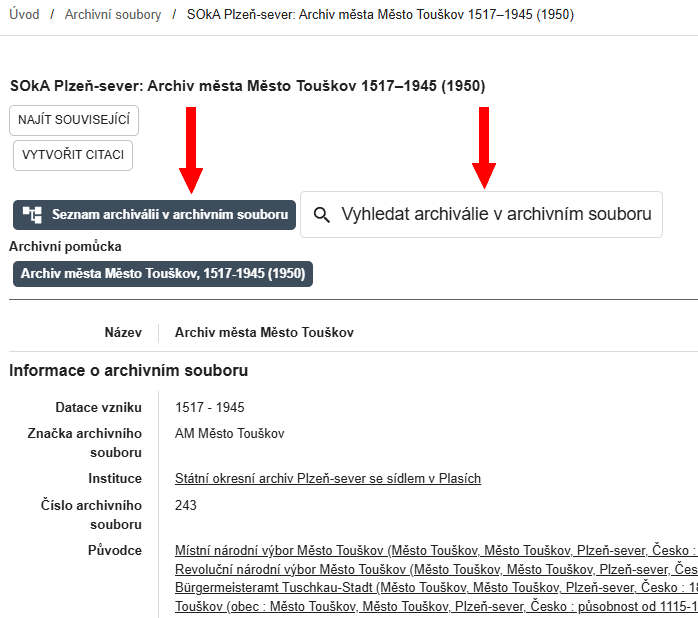 Úvod / Archivní soubory / SOkA Plzeň-sever: Archiv města Město Touškov 1517–1945 (1950)
SOkA Plzeň-sever: Archiv města Město Touškov 1517–1945 (1950)
NAJÍT SOUVISEJÍCÍ
VYTVOŘIT CITACI
Seznam archiválií v archivním souboru
Vyhledat archiválie v archivním souboru
Archivní pomůcka
Archiv města Město Touškov, 1517-1945 (1950)
Název Archiv města Město Touškov
Informace o archivním souboru
Datace vzniku 1517 - 1945
Značka archivního AM Město Touškov
souboru
Instituce Státní okresní archiv Plzeň-sever se sídlem v Plasích
Číslo archivního 243
souboru
Původce Místní národní výbor Město Touškov (Město Touškov, Město Touškov, Plzeň-sever, Česko :
Revoluční národní výbor Město Touškov (Město Touškov, Město Touškov, Plzeň-sever, Čes
Bürgermeisteramt Tuschkau-Stadt (Město Touškov, Město Touškov, Plzeň-sever, Česko : 18
Touškov (obec : Město Touškov, Město Touškov, Plzeň-sever, Česko : působnost od 1115-1